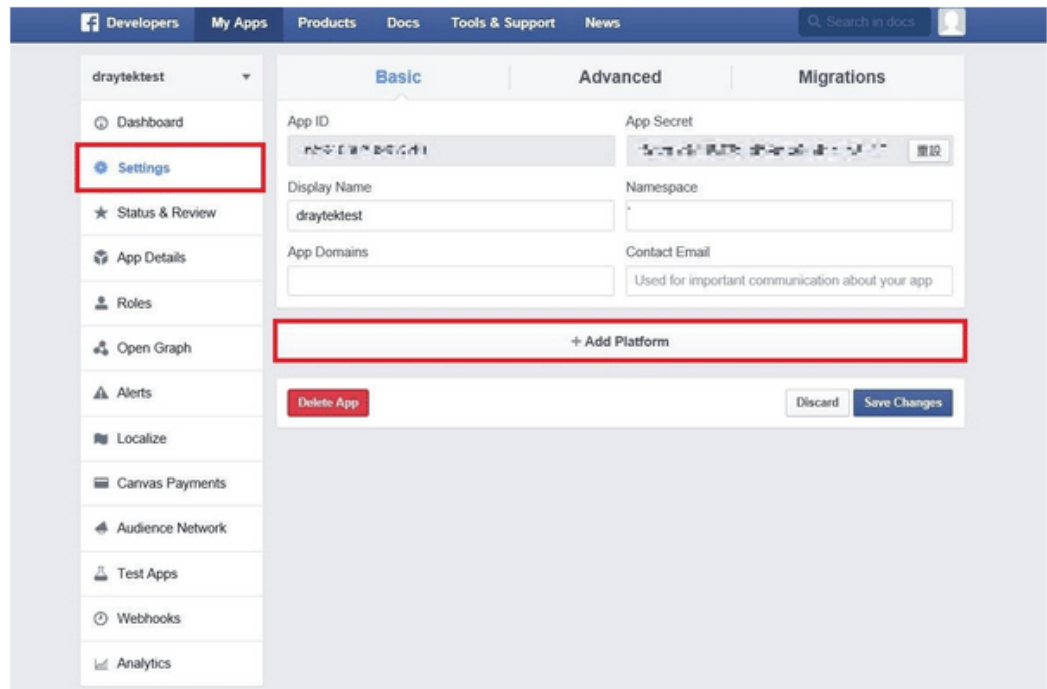 Developers My Apps Products Docs Tools & Support News Search in docs
draytektest
Dashboard
Settings
Status & Review
App Details
Roles
Open Graph
Alerts
Localize
Canvas Payments
Audience Network
Test Apps
Webhooks
Analytics
Basic Advanced Migrations
App ID App Secret
重設
Display Name Namespace
draytektest
App Domains Contact Email
Used for important communication about your app
+ Add Platform
Delete App Discard Save Changes